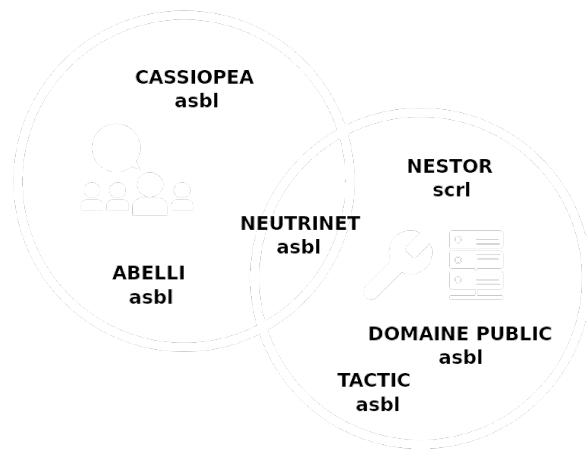 CASSIOPEA
asbl
NESTOR
scrl
NEUTRINET
asbl
ABELLI
asbl
DOMAINE PUBLIC
asbl
TACTIC
asbl